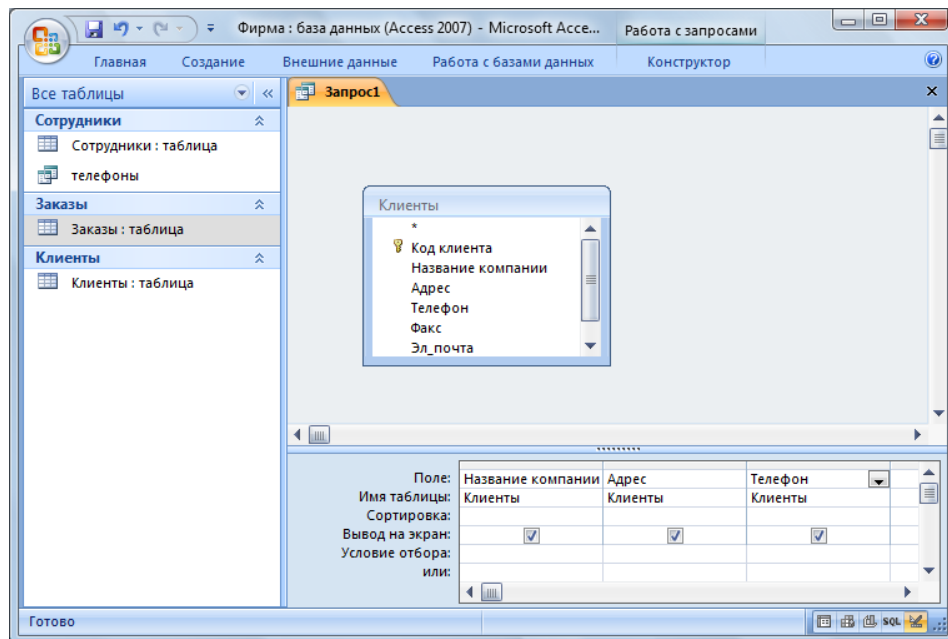 Фирма : база данных (Access 2007) - Microsoft Acce...
Работа с запросами
Главная
Создание
Внешние данные
Работа с базами данных
Конструктор
Все таблицы
Запрос1
Сотрудники
Сотрудники : таблица
телефоны
Заказы
Заказы : таблица
Клиенты
Клиенты : таблица
Клиенты
*
Код клиента
Название компании
Адрес
Телефон
Факс
Эл_почта
Поле: Название компании Адрес Телефон
Имя таблицы: Клиенты Клиенты Клиенты
Сортировка:
Вывод на экран:
Условие отбора:
или:
Готово
SQL